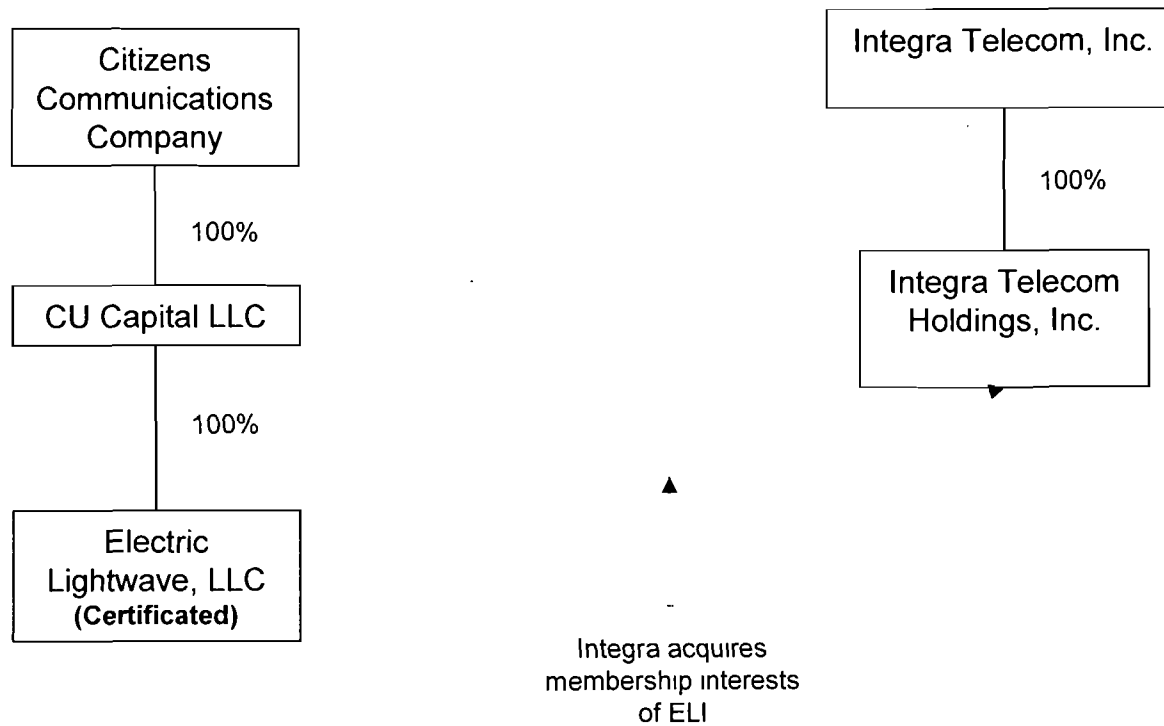 Citizens
Communications
Company
100%
CU Capital LLC
100%
Electric
Lightwave, LLC
(Certificated)
Integra Telecom, Inc.
100%
Integra Telecom
Holdings, Inc.
Integra acquires
membership interests
of ELI